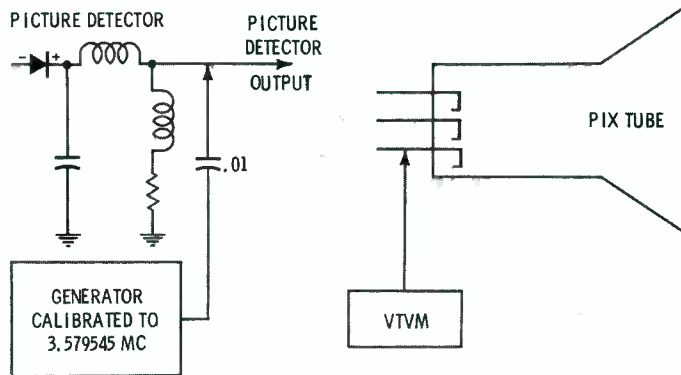 PICTURE DETECTOR
- +
PICTURE
DETECTOR
OUTPUT
.01
GENERATOR
CALIBRATED TO
3.579545 MC
PIX TUBE
VTVM